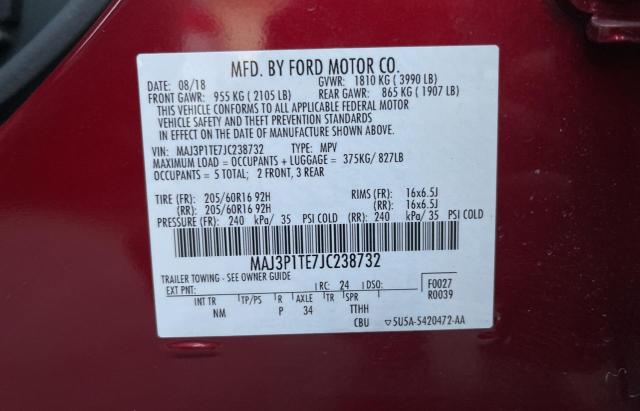 MFD. BY FORD MOTOR CO.
DATE: 08/18 GVWR: 1810 KG ( 3990 LB)
FRONT GAWR: 955 KG ( 2105 LB) REAR GAWR: 865 KG ( 1907 LB)
THIS VEHICLE CONFORMS TO ALL APPLICABLE FEDERAL MOTOR
VEHICLE SAFETY AND THEFT PREVENTION STANDARDS
IN EFFECT ON THE DATE OF MANUFACTURE SHOWN ABOVE.
VIN: MAJ3P1TE7JC238732 TYPE: MPV
MAXIMUM LOAD = OCCUPANTS + LUGGAGE = 375KG/ 827LB
OCCUPANTS = 5 TOTAL; 2 FRONT, 3 REAR
TIRE (FR): 205/60R16 92H RIMS (FR): 16x6.5J
(RR): 205/60R16 92H (RR): 16x6.5J
PRESSURE (FR): 240 kPa/ 35 PSI COLD (RR): 240 kPa/ 35 PSI COLD
MAJ3P1TE7JC238732
TRAILER TOWING - SEE OWNER GUIDE
EXT PNT: RC: 24 DSO: F0027
R0039
INT TR TP/PS R AXLE TR SPR
NM P 34 TTHH
CBU ▽5U5A-5420472-AA